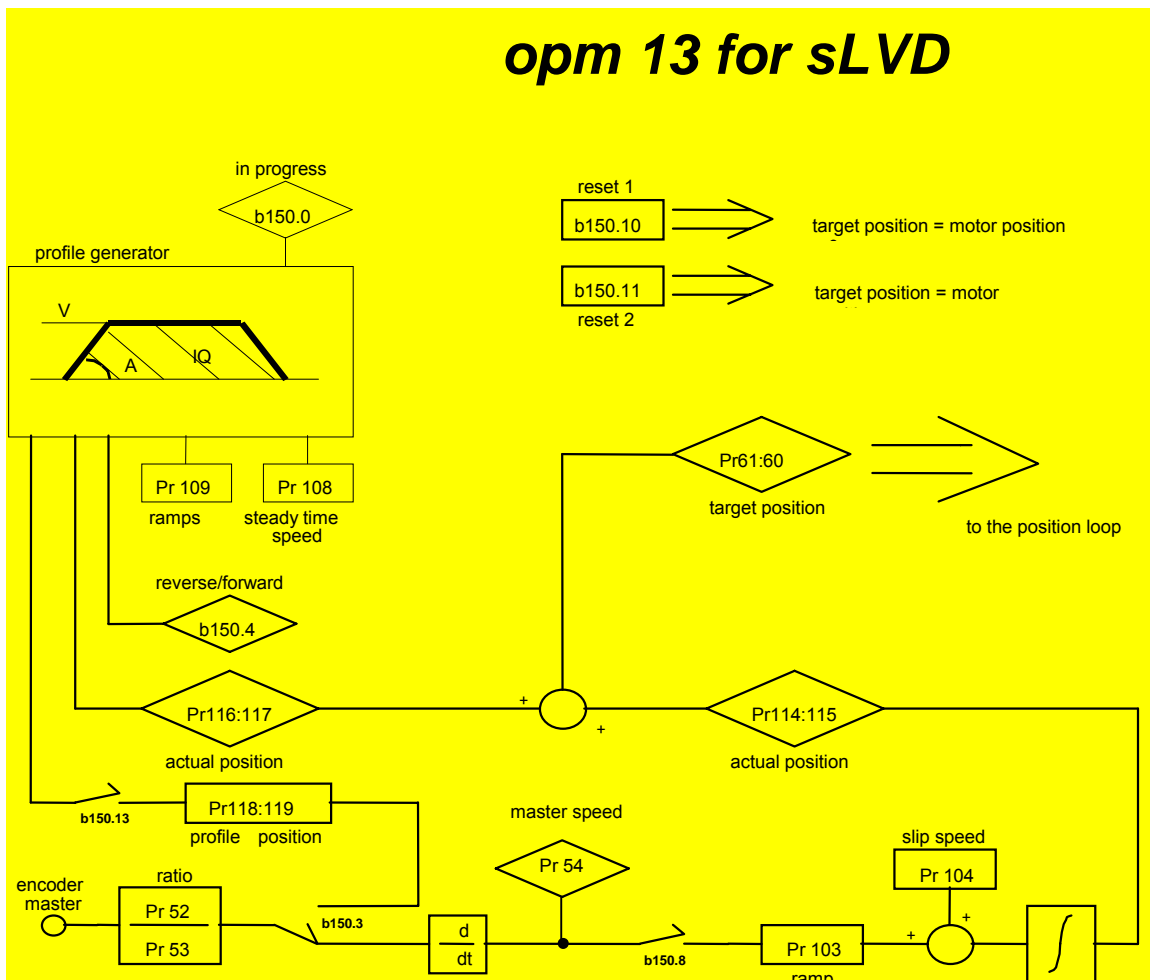 opm 13 for sLVD
in progress
b150.0
reset 1
b150.10
target position = motor position
profile generator
b150.11
target position = motor
reset 2
V
A
IQ
Pr61:60
target position
to the position loop
Pr 109
Pr 108
ramps
steady time
speed
reverse/forward
b150.4
+
+
Pr116:117
Pr114:115
actual position
actual position
b150.13
Pr118:119
profile position
master speed
Pr 54
slip speed
Pr 104
encoder
master
ratio
Pr 52
Pr 53
b150.3
d
dt
b150.8
Pr 103
ramp
+
+
∫